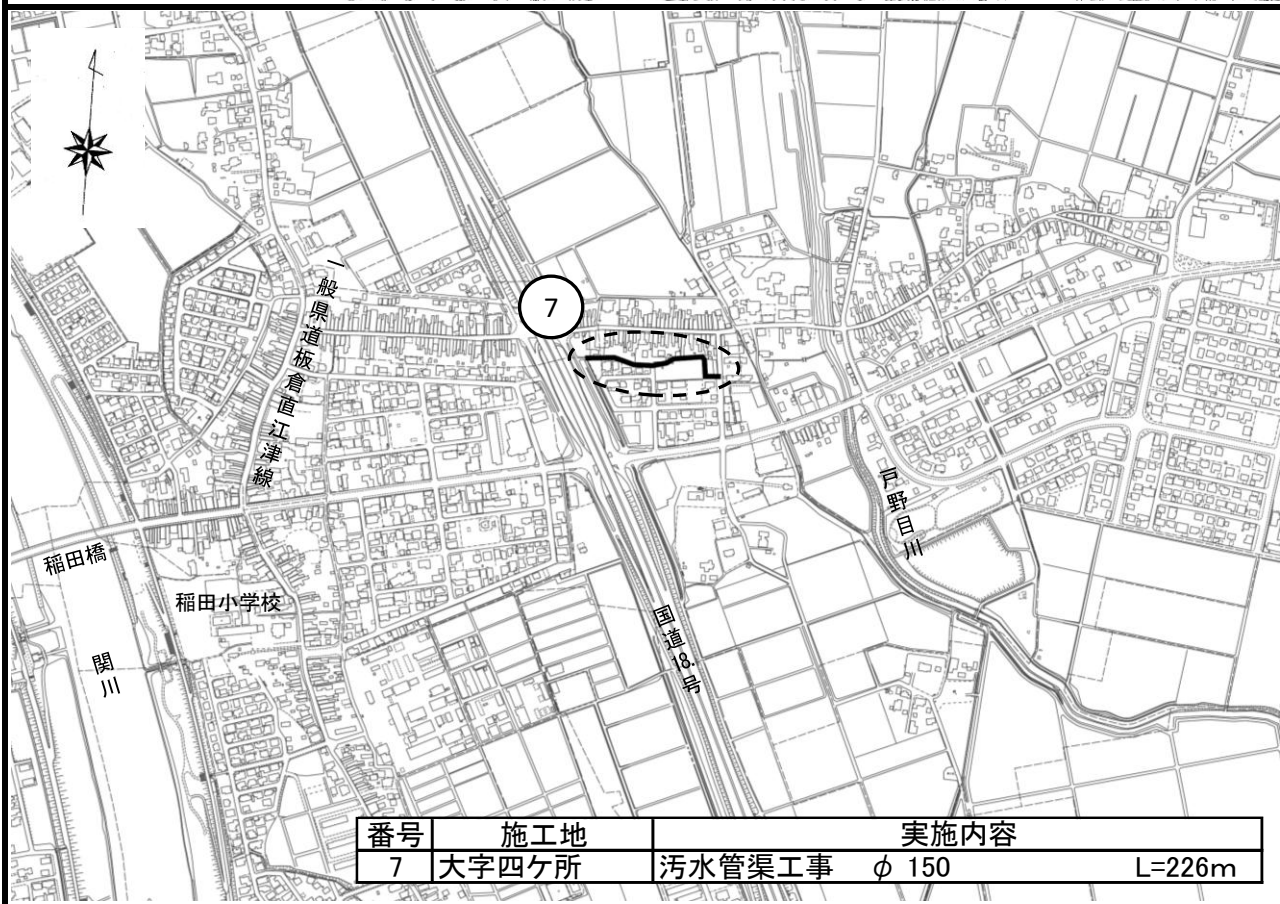 7
一般県道板倉直江津線
戸野目川
稲田橋
稲田小学校
国道18号
関川
番号 施工地 実施内容
7 大字四ケ所 汚水管渠工事 φ 150 L=226m